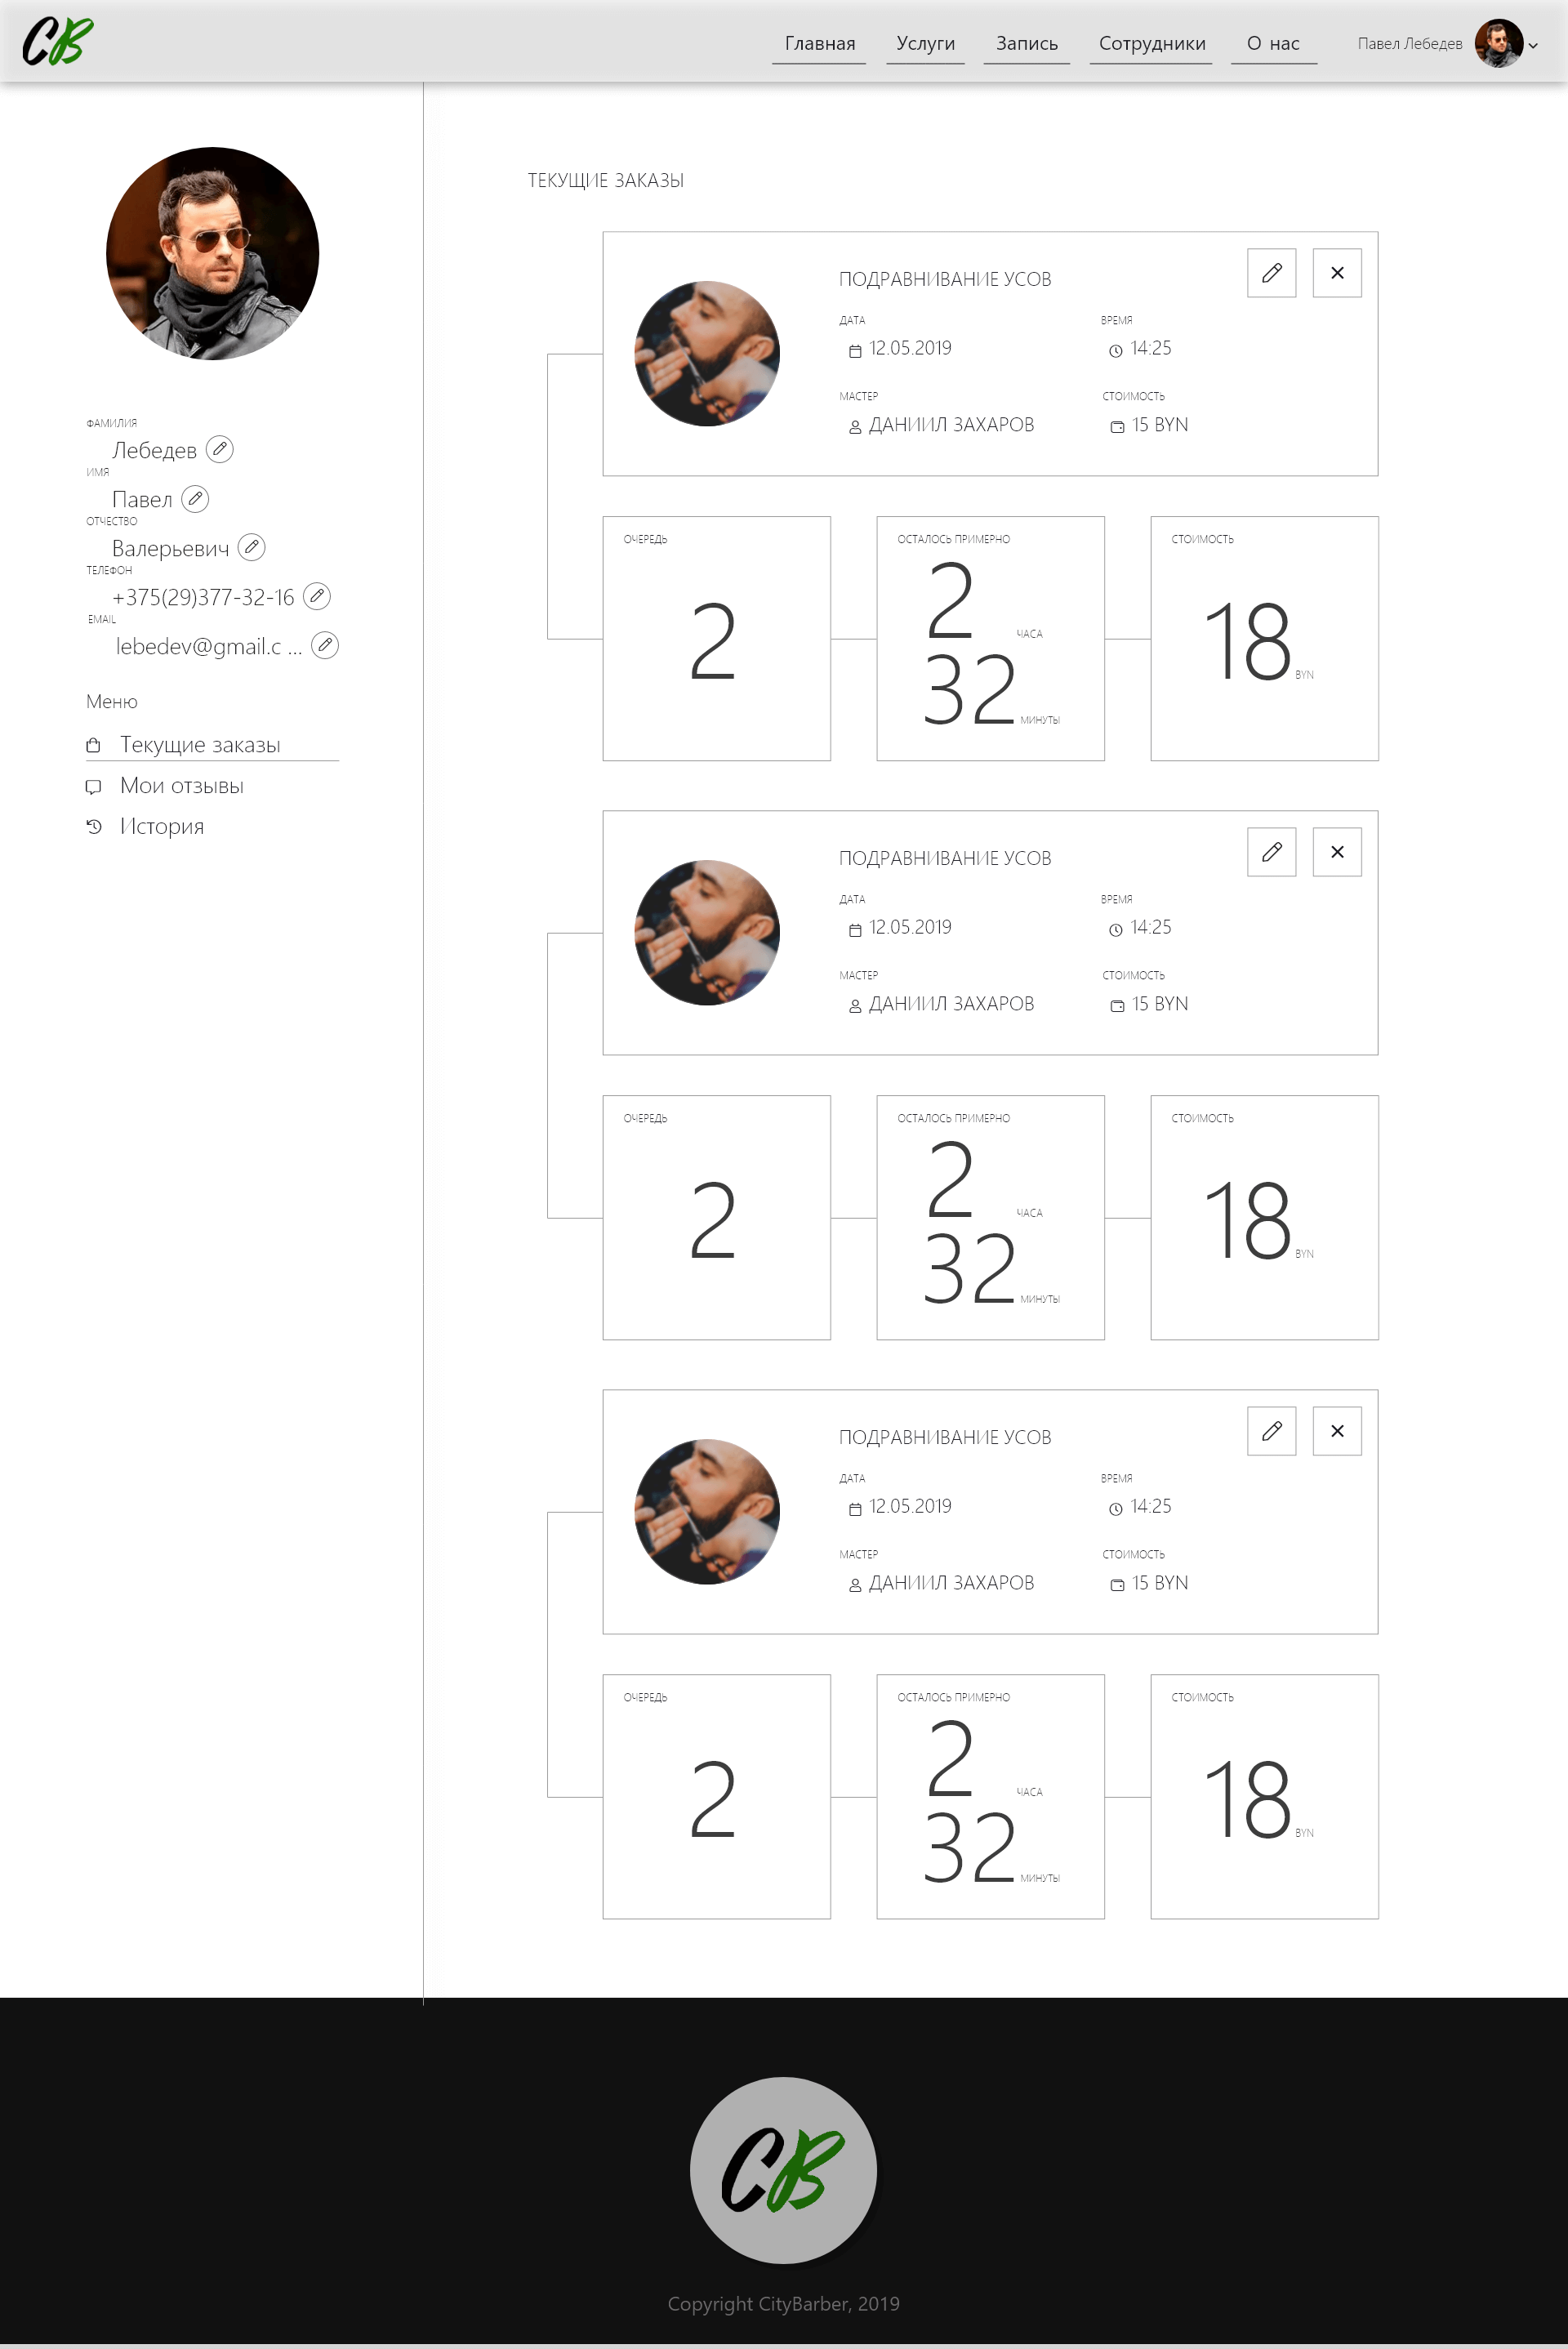 CB
Главная Услуги Запись Сотрудники О нас Павел Лебедев
ФАМИЛИЯ
Лебедев
ИМЯ
Павел
ОТЧЕСТВО
Валерьевич
ТЕЛЕФОН
+375(29)377-32-16
EMAIL
lebedev@gmail.c ...
Меню
Текущие заказы
Мои отзывы
История
ТЕКУЩИЕ ЗАКАЗЫ
ПОДРАВНИВАНИЕ УСОВ
ДАТА ВРЕМЯ
12.05.2019 14:25
МАСТЕР СТОИМОСТЬ
ДАНИИЛ ЗАХАРОВ 15 BYN
ОЧЕРЕДЬ ОСТАЛОСЬ ПРИМЕРНО СТОИМОСТЬ
2
2 ЧАСА
32 МИНУТЫ
18 BYN
ПОДРАВНИВАНИЕ УСОВ
ДАТА ВРЕМЯ
12.05.2019 14:25
МАСТЕР СТОИМОСТЬ
ДАНИИЛ ЗАХАРОВ 15 BYN
ОЧЕРЕДЬ ОСТАЛОСЬ ПРИМЕРНО СТОИМОСТЬ
2
2 ЧАСА
32 МИНУТЫ
18 BYN
ПОДРАВНИВАНИЕ УСОВ
ДАТА ВРЕМЯ
12.05.2019 14:25
МАСТЕР СТОИМОСТЬ
ДАНИИЛ ЗАХАРОВ 15 BYN
ОЧЕРЕДЬ ОСТАЛОСЬ ПРИМЕРНО СТОИМОСТЬ
2
2 ЧАСА
32 МИНУТЫ
18 BYN
CB
Copyright CityBarber, 2019